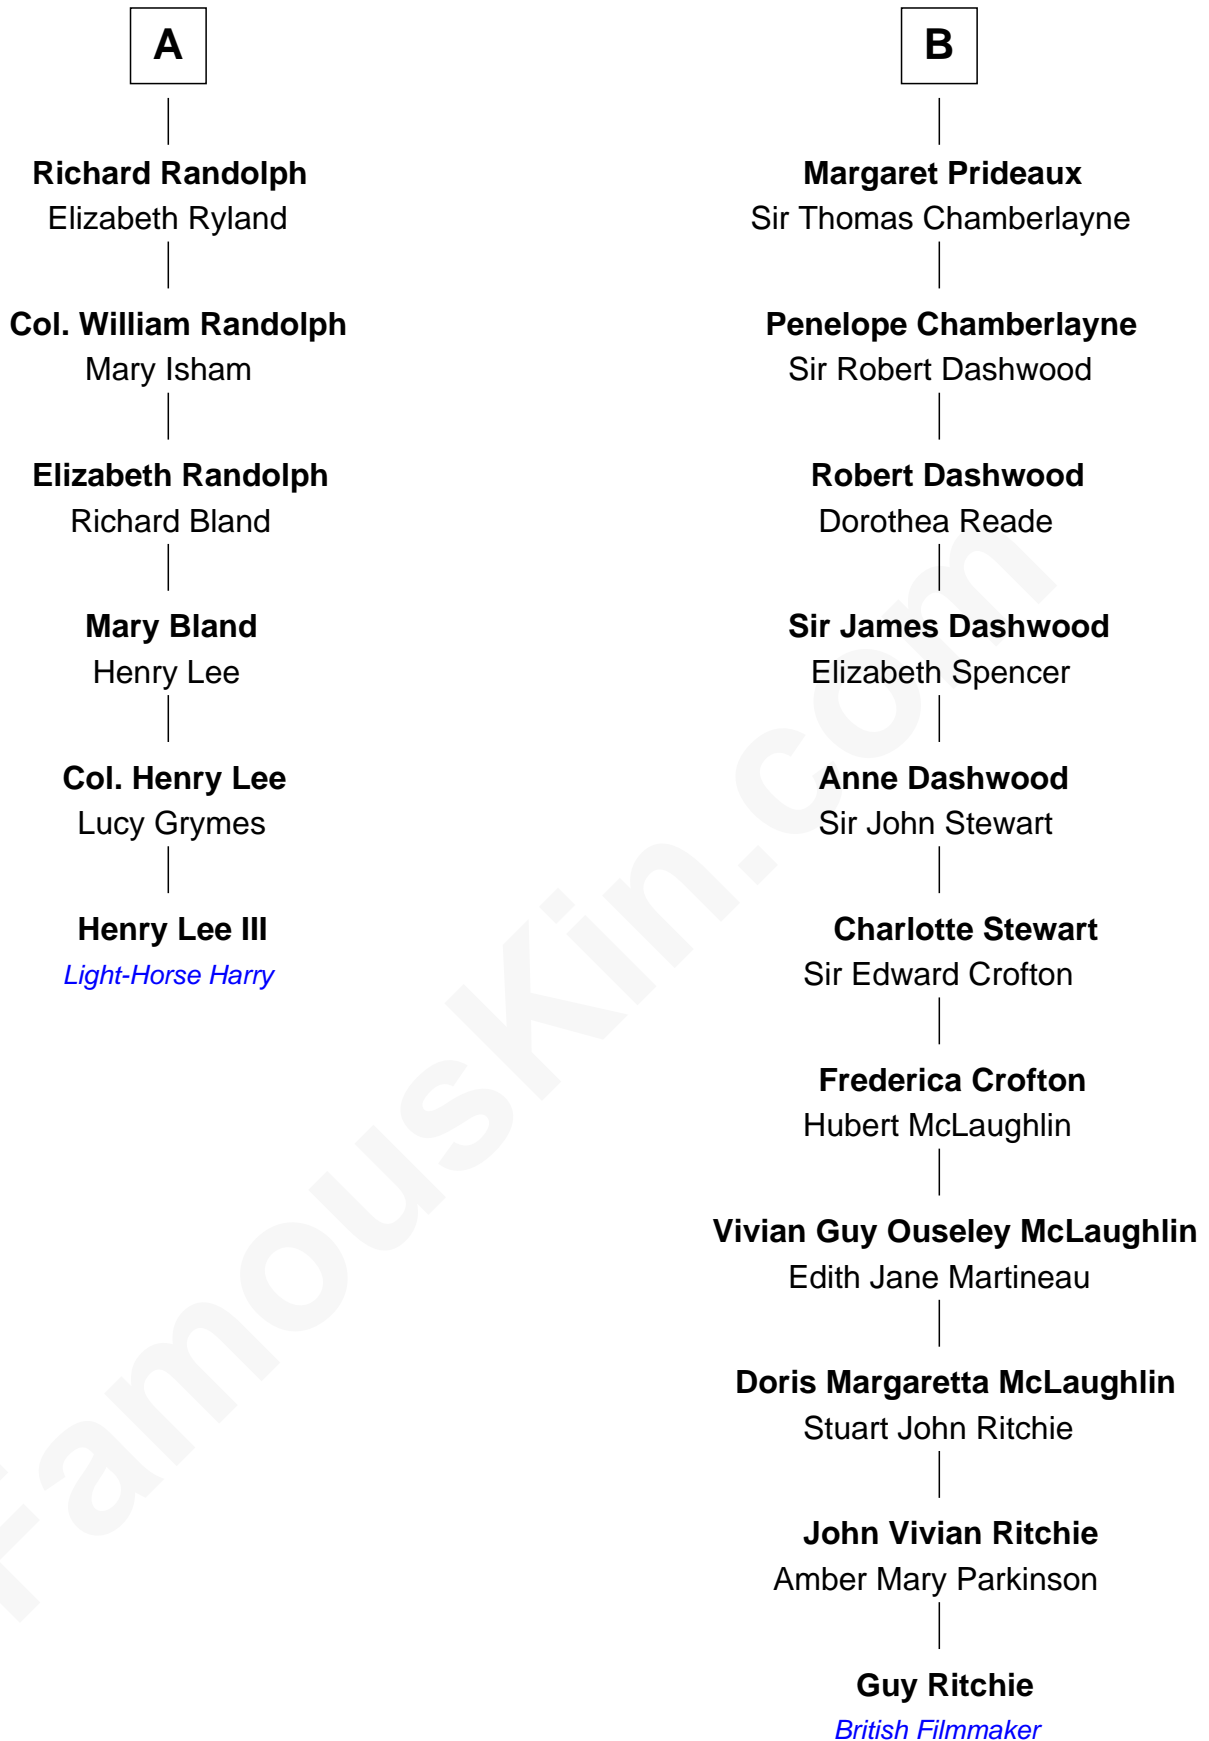 A
Richard Randolph
Elizabeth Ryland
Col. William Randolph
Mary Isham
Elizabeth Randolph
Richard Bland
Mary Bland
Henry Lee
Col. Henry Lee
Lucy Grymes
Henry Lee III
Light-Horse Harry
B
Margaret Prideaux
Sir Thomas Chamberlayne
Penelope Chamberlayne
Sir Robert Dashwood
Robert Dashwood
Dorothea Reade
Sir James Dashwood
Elizabeth Spencer
Anne Dashwood
Sir John Stewart
Charlotte Stewart
Sir Edward Crofton
Frederica Crofton
Hubert McLaughlin
Vivian Guy Ouseley McLaughlin
Edith Jane Martineau
Doris Margaretta McLaughlin
Stuart John Ritchie
John Vivian Ritchie
Amber Mary Parkinson
Guy Ritchie
British Filmmaker
FamousKin.com